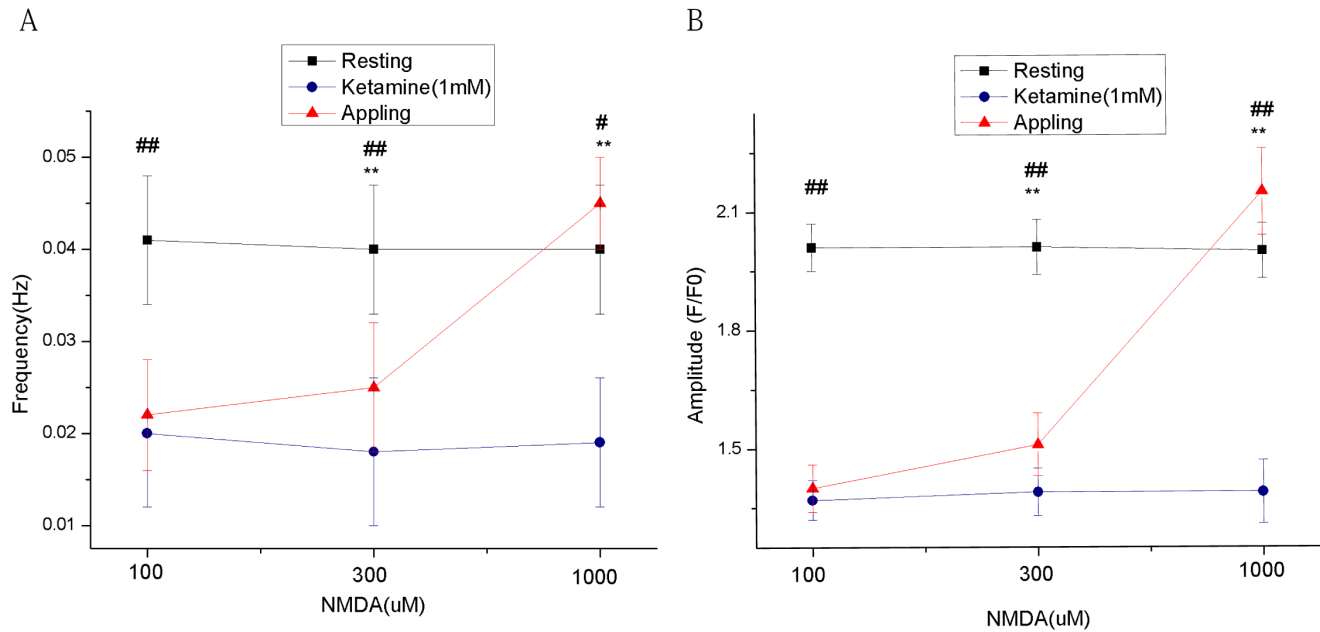 A
Resting
Ketamine(1mM)
Appling
##
##
**
#
**
0.05
0.04
0.03
0.02
0.01
Frequency(Hz)
100
300
1000
NMDA(uM)
B
Resting
Ketamine(1mM)
Appling
##
##
**
##
**
2.1
1.8
1.5
Amplitude (F/F0)
100
300
1000
NMDA(uM)